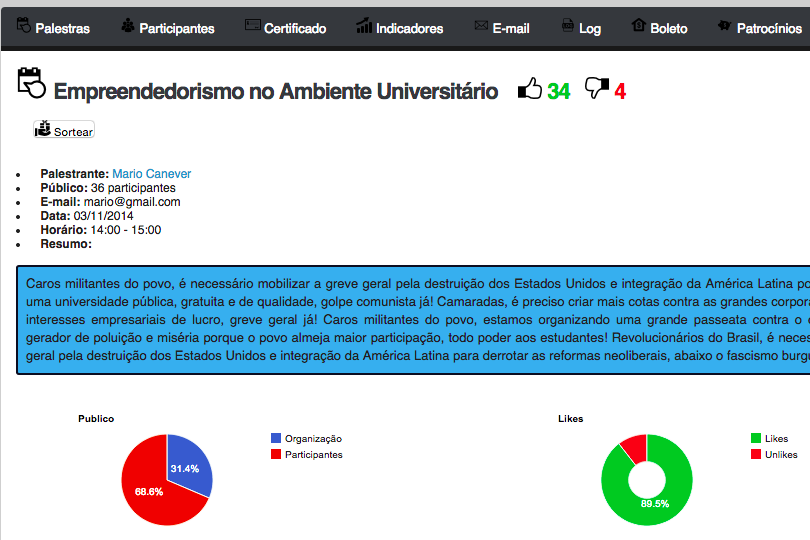 Palestras Participantes Certificado Indicadores E-mail Log Boleto Patrocínios
Empreendedorismo no Ambiente Universitário 34 4
Sortear
Palestrante: Mario Canever
Público: 36 participantes
E-mail: mario@gmail.com
Data: 03/11/2014
Horário: 14:00 - 15:00
Resumo:
Caros militantes do povo, é necessário mobilizar a greve geral pela destruição dos Estados Unidos e integração da América Latina po
uma universidade pública, gratuita e de qualidade, golpe comunista já! Camaradas, é preciso criar mais cotas contra as grandes corpora
interesses empresariais de lucro, greve geral já! Caros militantes do povo, estamos organizando uma grande passeata contra o e
gerador de poluição e miséria porque o povo almeja maior participação, todo poder aos estudantes! Revolucionários do Brasil, é neces
geral pela destruição dos Estados Unidos e integração da América Latina para derrotar as reformas neoliberais, abaixo o fascismo burgu
Publico
Organização
Participantes
31.4%
68.6%
Likes
Likes
Unlikes
89.5%